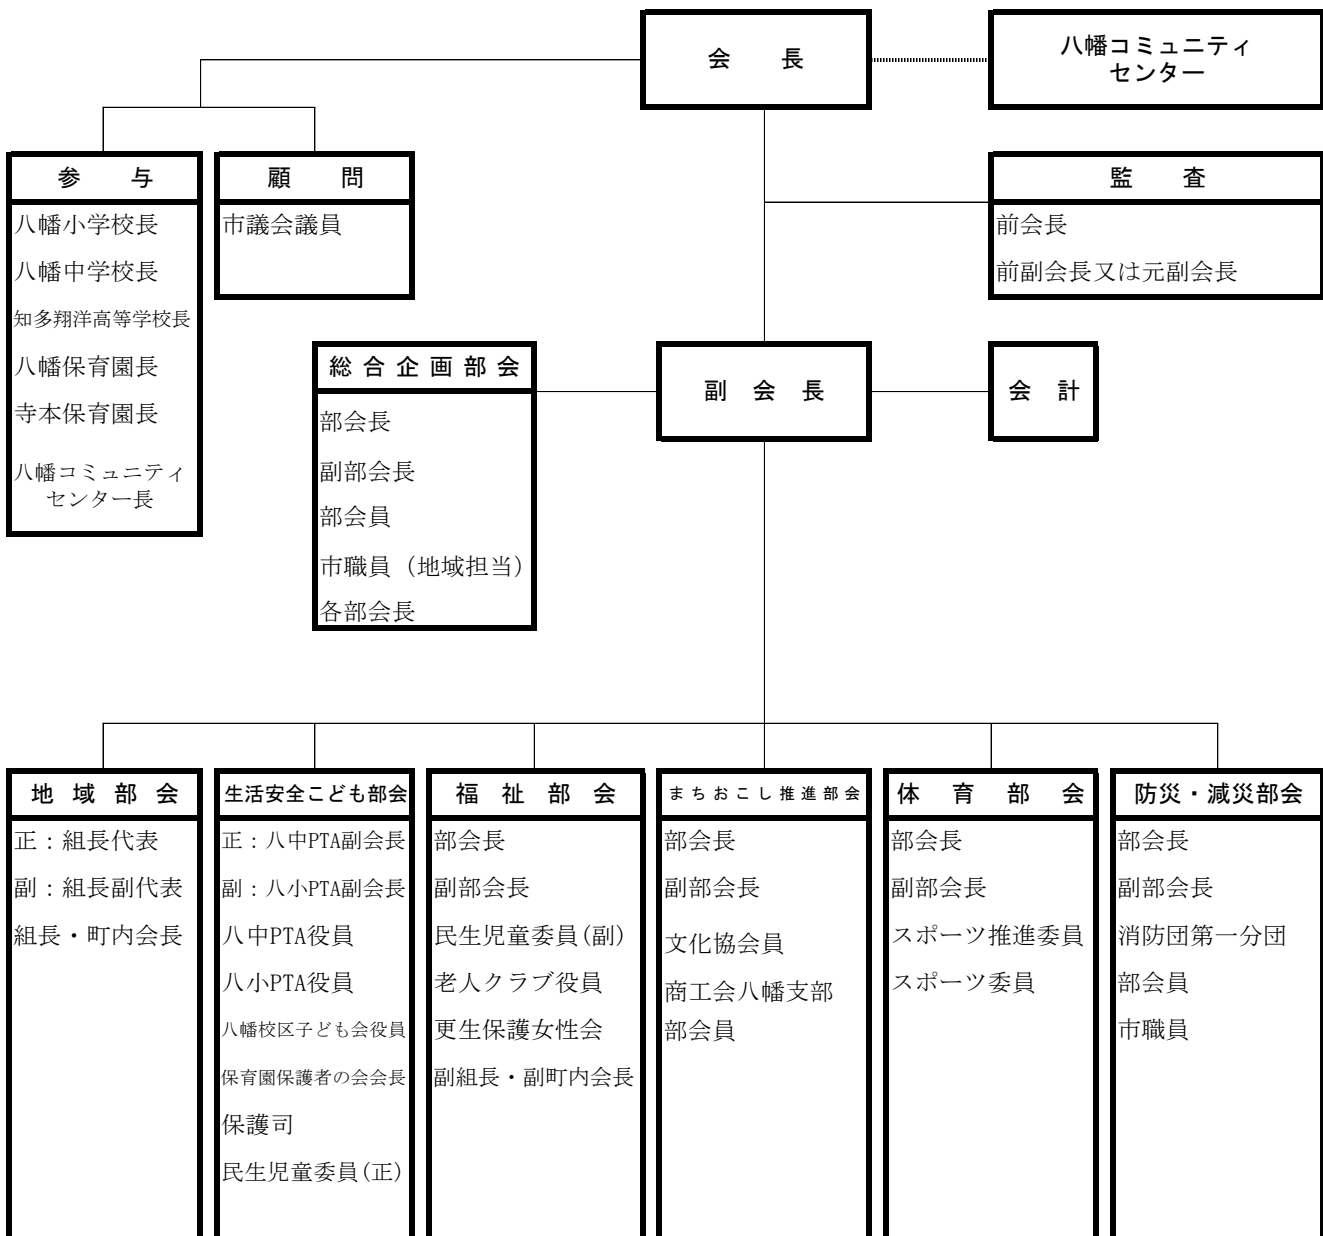 会　長
八幡コミュニティ
センター
参　与
八幡小学校長
八幡中学校長
知多翔洋高等学校長
八幡保育園長
寺本保育園長
八幡コミュニティ
センター長
顧　問
市議会議員
監　査
前会長
前副会長又は元副会長
総合企画部会
部会長
副部会長
部会員
市職員（地域担当）
各部会長
副会長
会計
地域部会
正：組長代表
副：組長副代表
組長・町内会長
生活安全こども部会
正：八中PTA副会長
副：八小PTA副会長
八中PTA役員
八小PTA役員
八幡校区子ども会役員
保育園保護者の会会長
保護司
民生児童委員(正)
福祉部会
部会長
副部会長
民生児童委員(副)
老人クラブ役員
更生保護女性会
副組長・副町内会長
まちおこし推進部会
部会長
副部会長
文化協会員
商工会八幡支部
部会員
体育部会
部会長
副部会長
スポーツ推進委員
スポーツ委員
防災・減災部会
部会長
副部会長
消防団第一分団
部会員
市職員